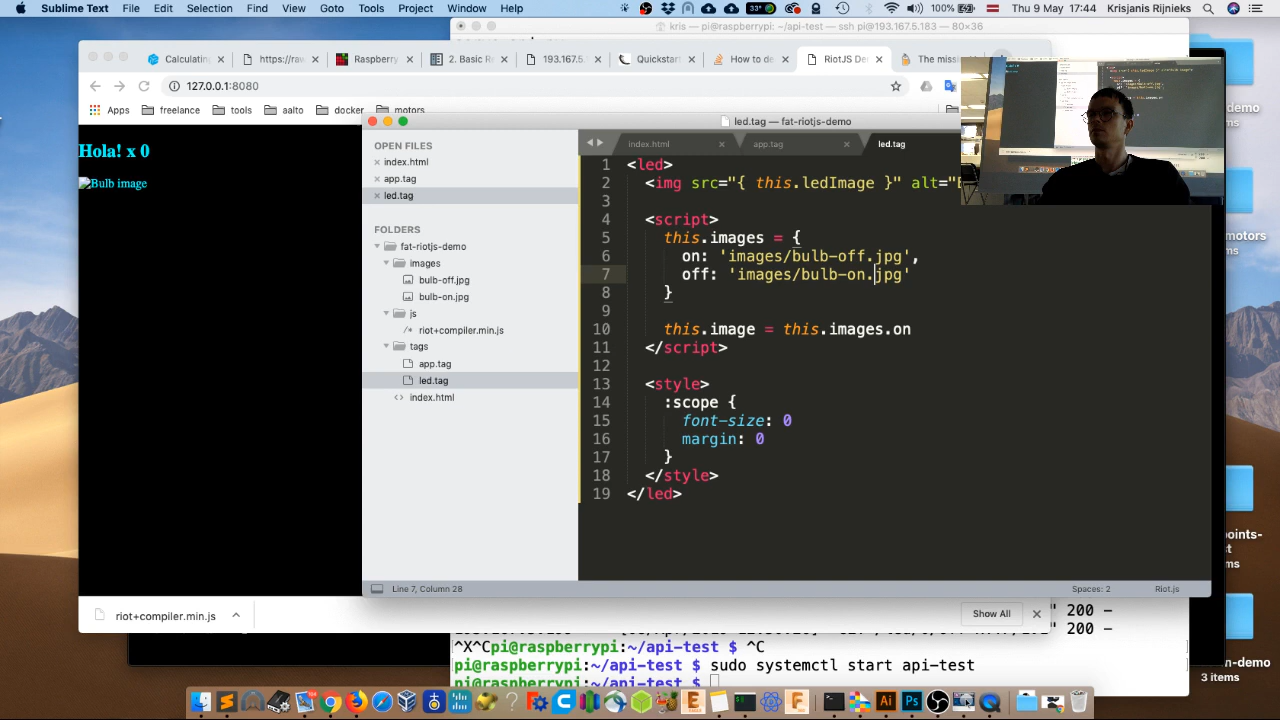 Sublime Text File Edit Selection Find View Goto Tools Project Window Help 33° 100% Thu 9 May 17:44 Krisjanis Rijnieks
kris — pi@raspberrypi: ~/api-test — ssh pi@193.167.5.183 — 80×36
Calculatin × https://raw × Raspberry × 2. Basic f × 193.167.5. × Quickstart × How to de × RiotJS De × The miss
127.0.0.1:8080
Apps freelance tools aalto docker
Hola! x 0
Bulb image
led.tag — fat-riotjs-demo
OPEN FILES
× index.html
× app.tag
× led.tag
FOLDERS
fat-riotjs-demo
images
bulb-off.jpg
bulb-on.jpg
js
/* riot+compiler.min.js
tags
app.tag
led.tag
<> index.html
index.html × app.tag × led.tag
1 <led>
2 <img src="{ this.ledImage }" alt="
3
4 <script>
5 this.images = {
6 on: 'images/bulb-off.jpg',
7 off: 'images/bulb-on.jpg'
8 }
9
10 this.image = this.images.on
11 </script>
12
13 <style>
14 :scope {
15 font-size: 0
16 margin: 0
17 }
18 </style>
19 </led>
Line 7, Column 28 Spaces: 2 Riot.js
riot+compiler.min.js Show All
" 200 -
" 200 -
^X^Cpi@raspberrypi:~/api-test $ ^C
pi@raspberrypi:~/api-test $ sudo systemctl start api-test
pi@raspberrypi:~/api-test $
3 items